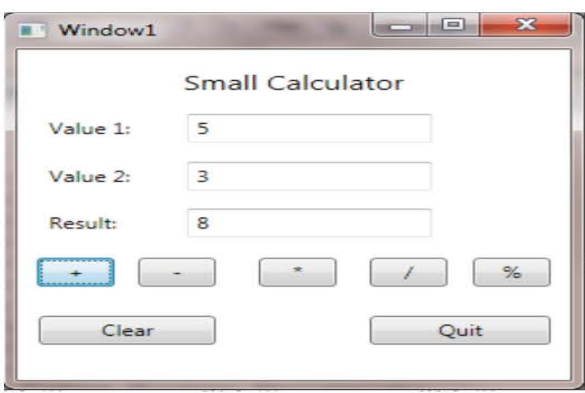 Window1
Small Calculator
Value 1: 5
Value 2: 3
Result: 8
+ - * / %
Clear Quit